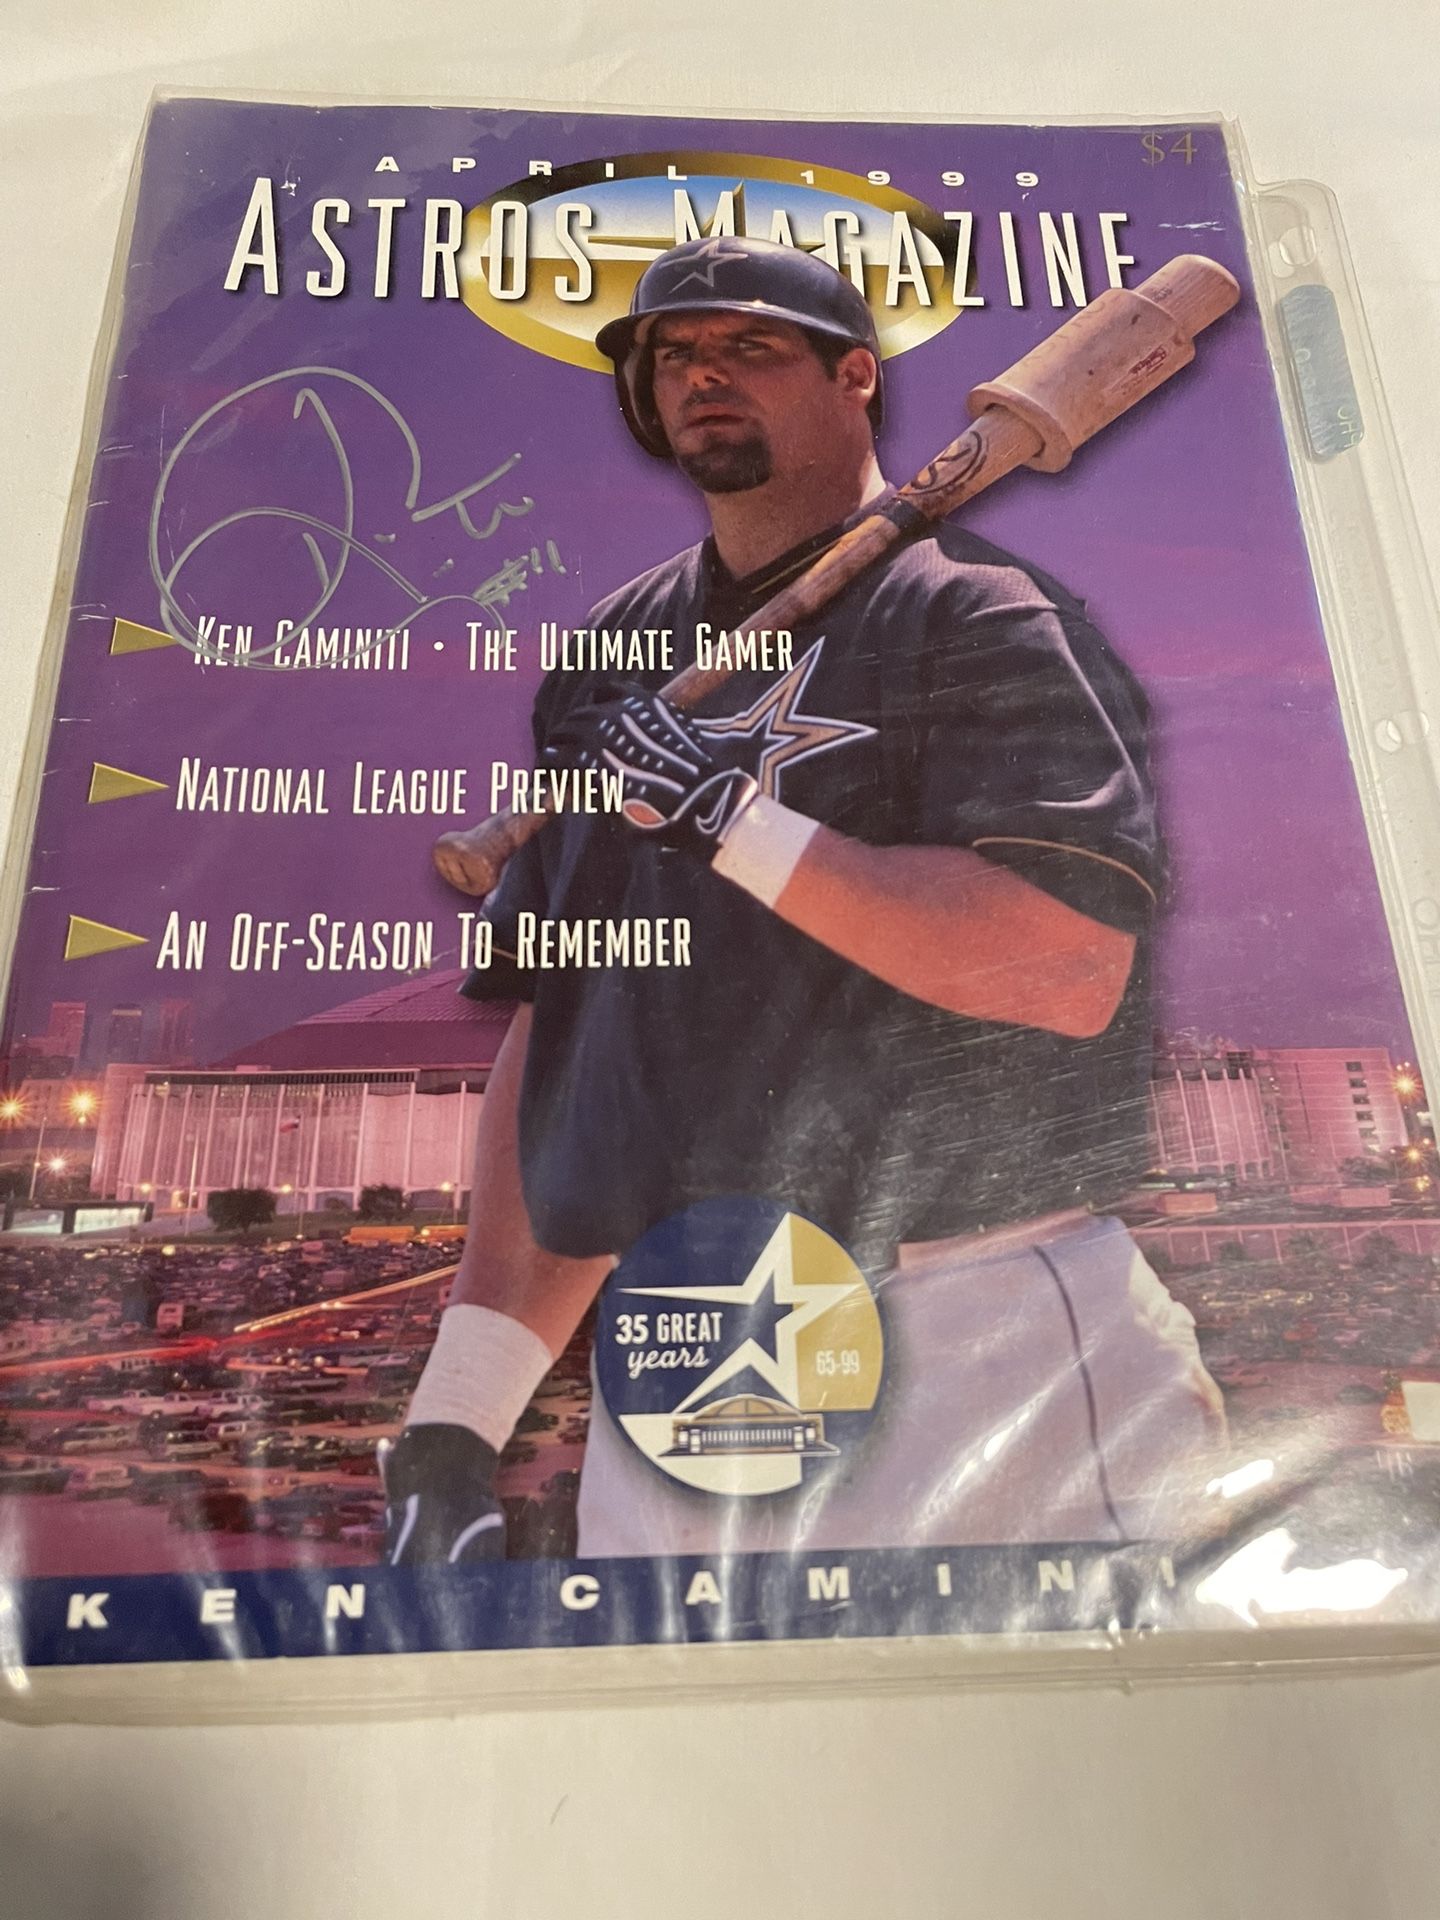 $4
APRIL 1999
ASTROS MAGAZINE
#11
KEN CAMINITI • THE ULTIMATE GAMER
NATIONAL LEAGUE PREVIEW
AN OFF-SEASON TO REMEMBER
35 GREAT
years
65-99
KEN CAMINI